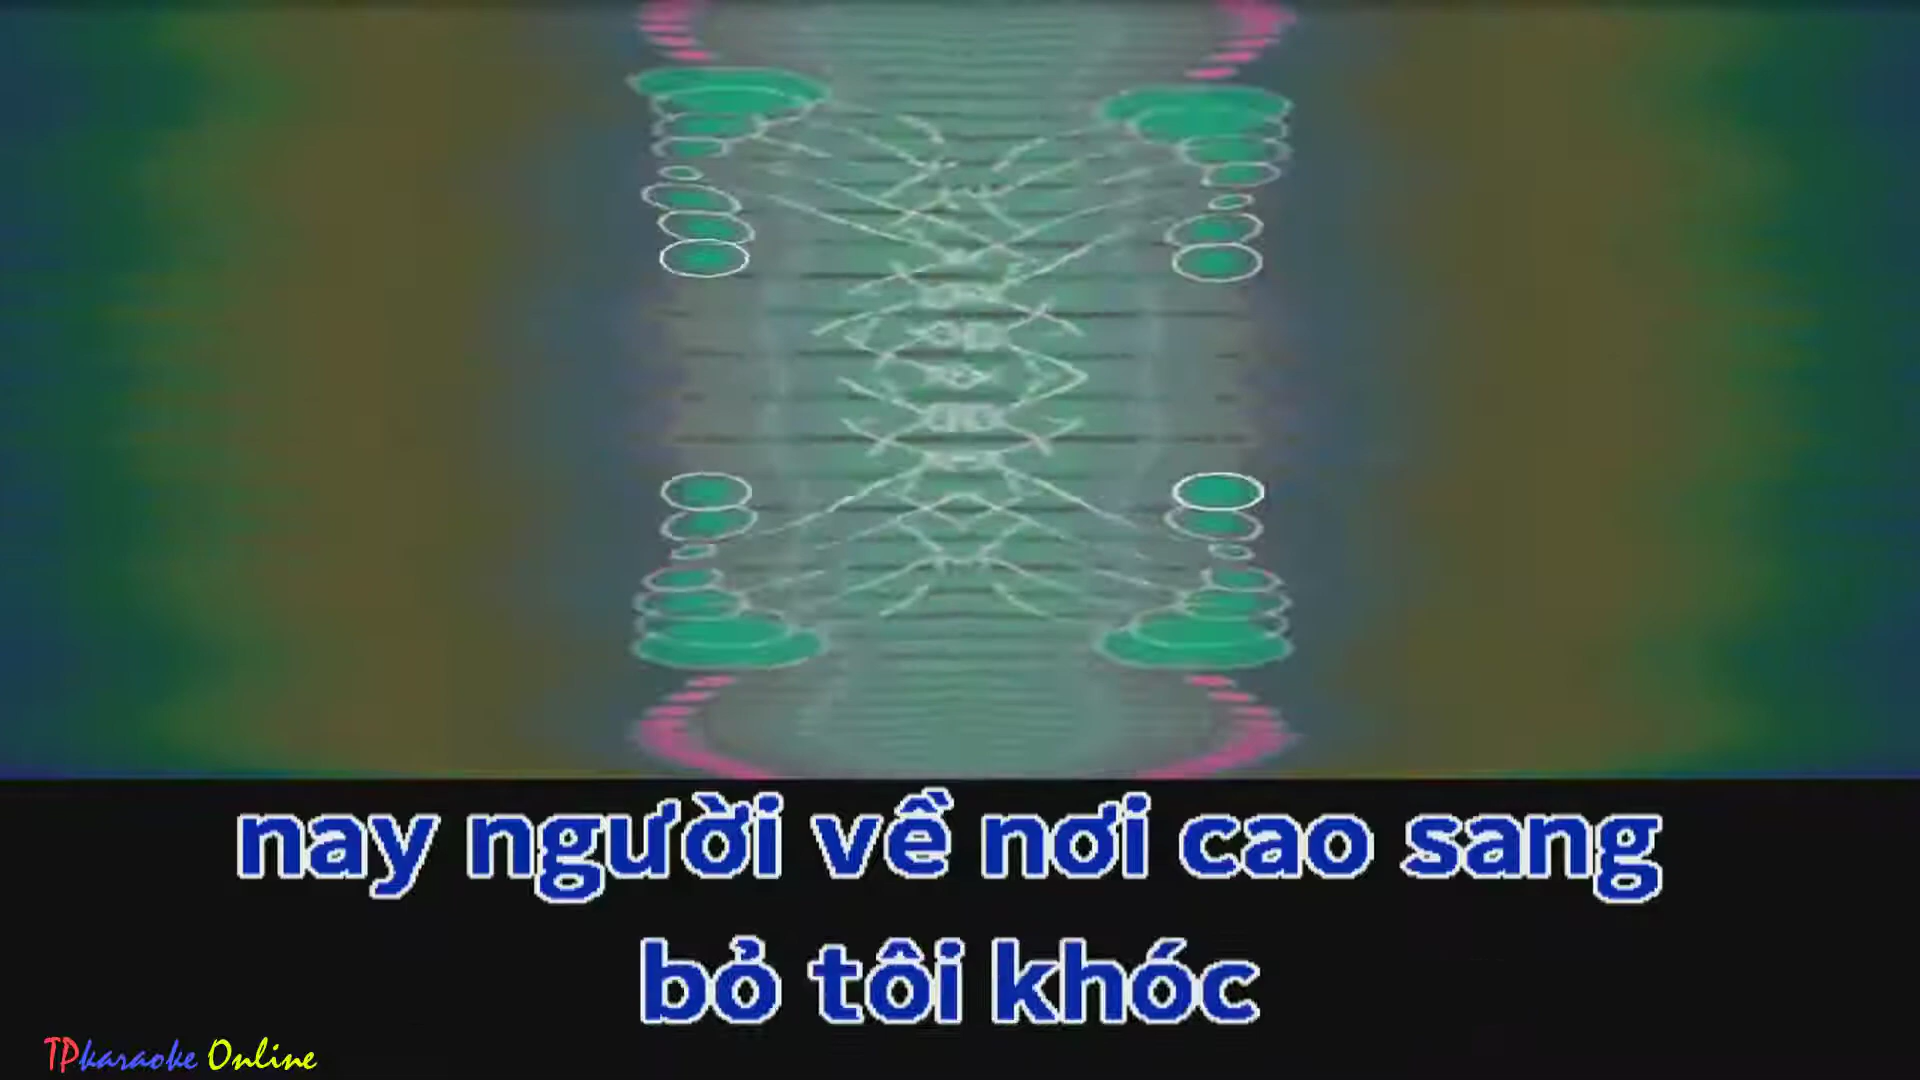 nay người về nơi cao sang
bỏ tôi khóc
TPkaraoke Online